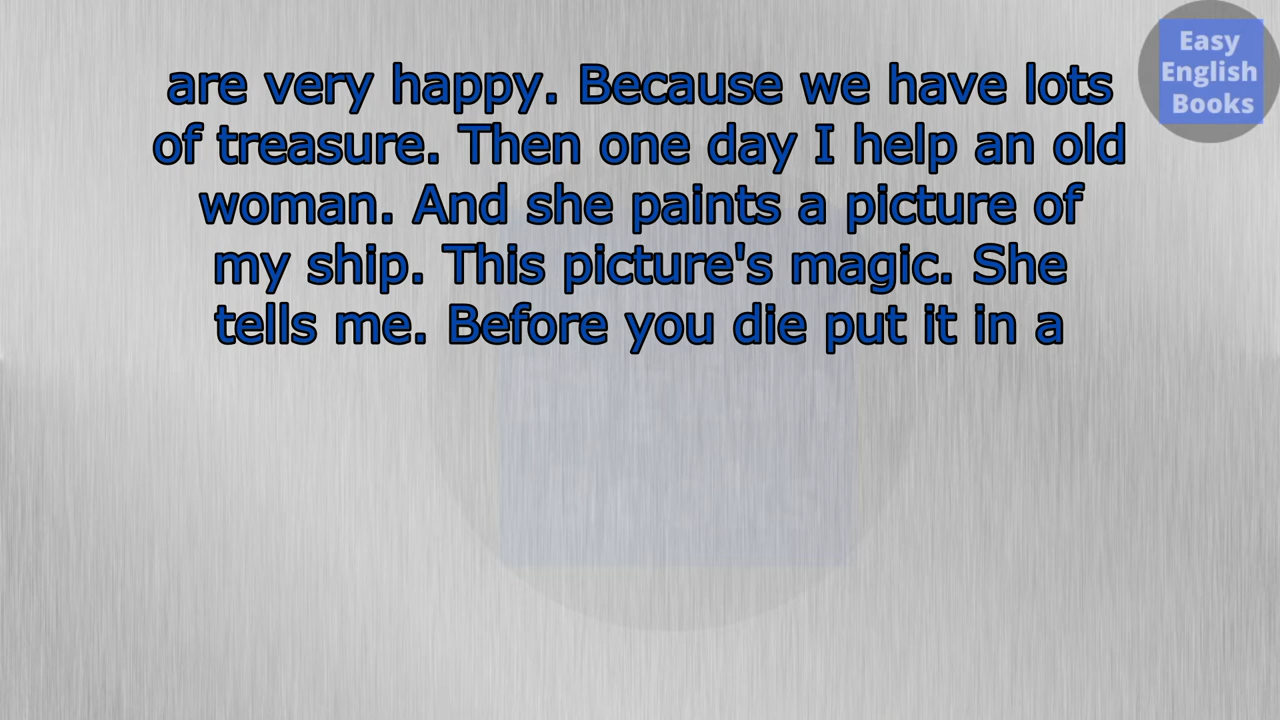 are very happy. Because we have lots
of treasure. Then one day I help an old
woman. And she paints a picture of
my ship. This picture's magic. She
tells me. Before you die put it in a
Easy
English
Books